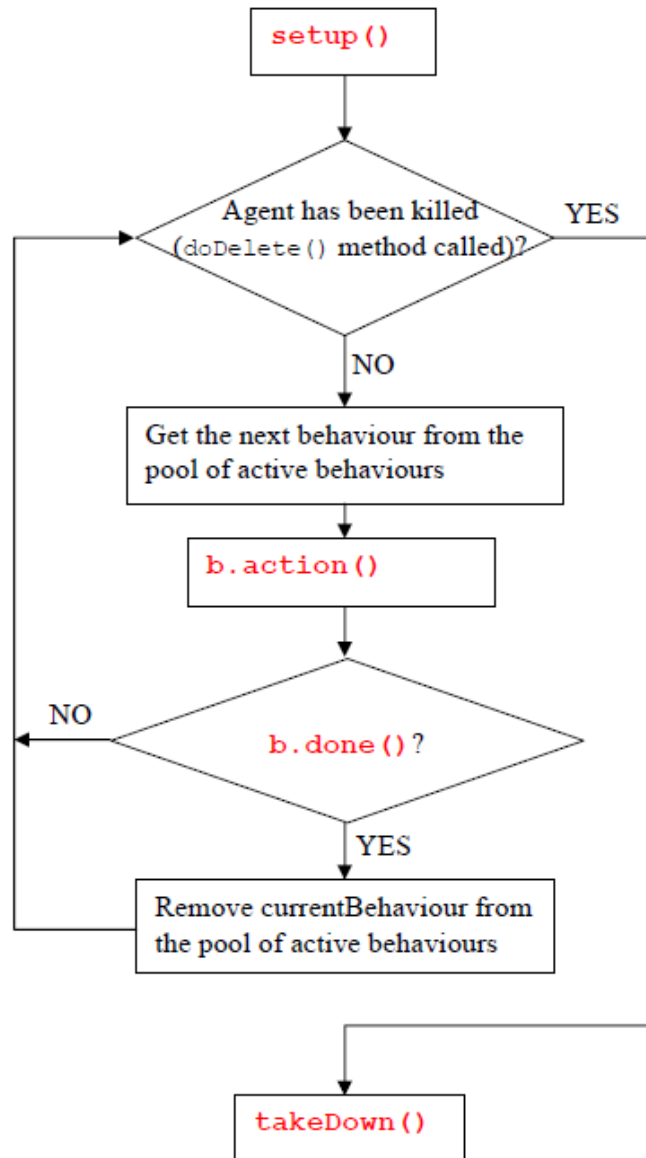 setup()
Agent has been killed
(doDelete() method called)?
YES
NO
Get the next behaviour from the
pool of active behaviours
b.action()
NO
b.done()?
YES
Remove currentBehaviour from
the pool of active behaviours
takeDown()